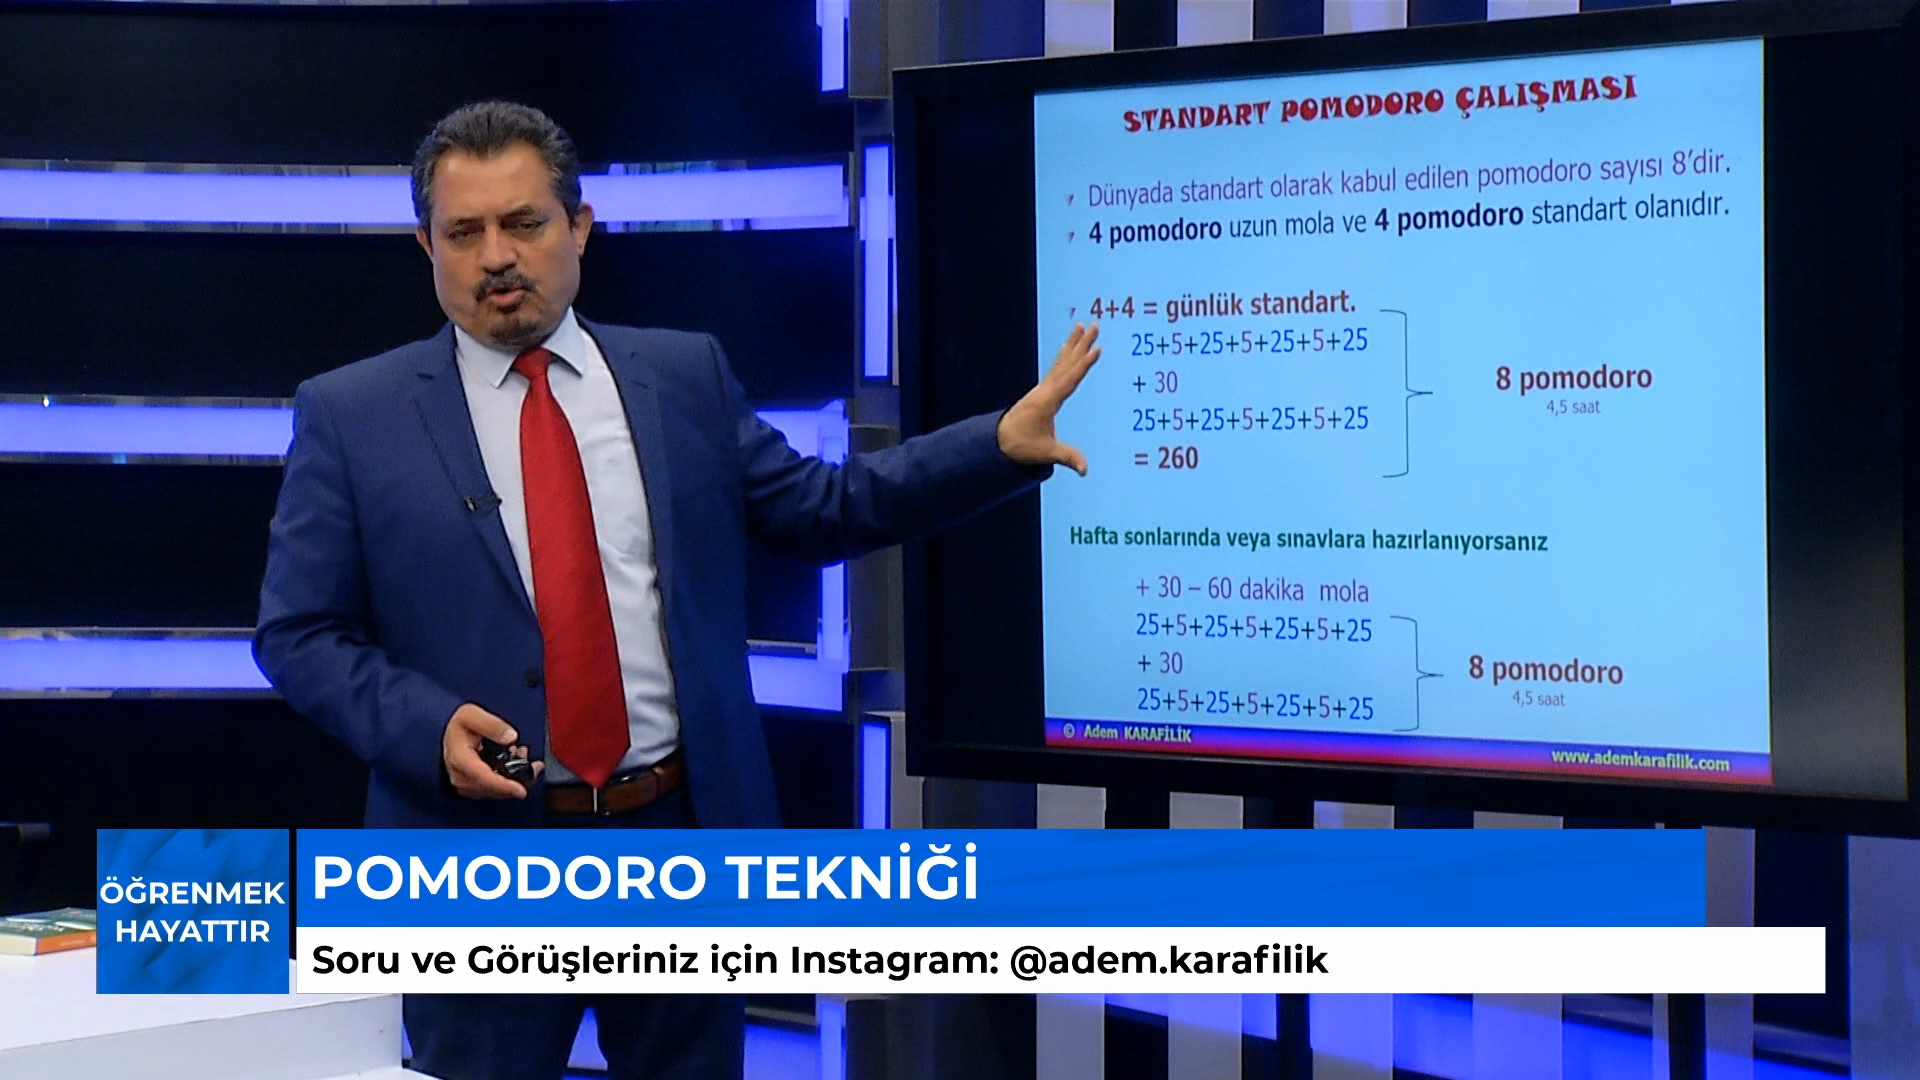 STANDART POMODORO ÇALIŞMASI
Dünyada standart olarak kabul edilen pomodoro sayısı 8'dir.
4 pomodoro uzun mola ve 4 pomodoro standart olanıdır.
4+4 = günlük standart.
25+5+25+5+25+5+25
+ 30
25+5+25+5+25+5+25
= 260
8 pomodoro
4,5 saat
Hafta sonlarında veya sınavlara hazırlanıyorsanız
+ 30 – 60 dakika mola
25+5+25+5+25+5+25
+ 30
25+5+25+5+25+5+25
8 pomodoro
4,5 saat
© Adem KARAFİLİK
www.ademkarafilik.com
ÖĞRENMEK
HAYATTIR
POMODORO TEKNİĞİ
Soru ve Görüşleriniz için Instagram: @adem.karafilik